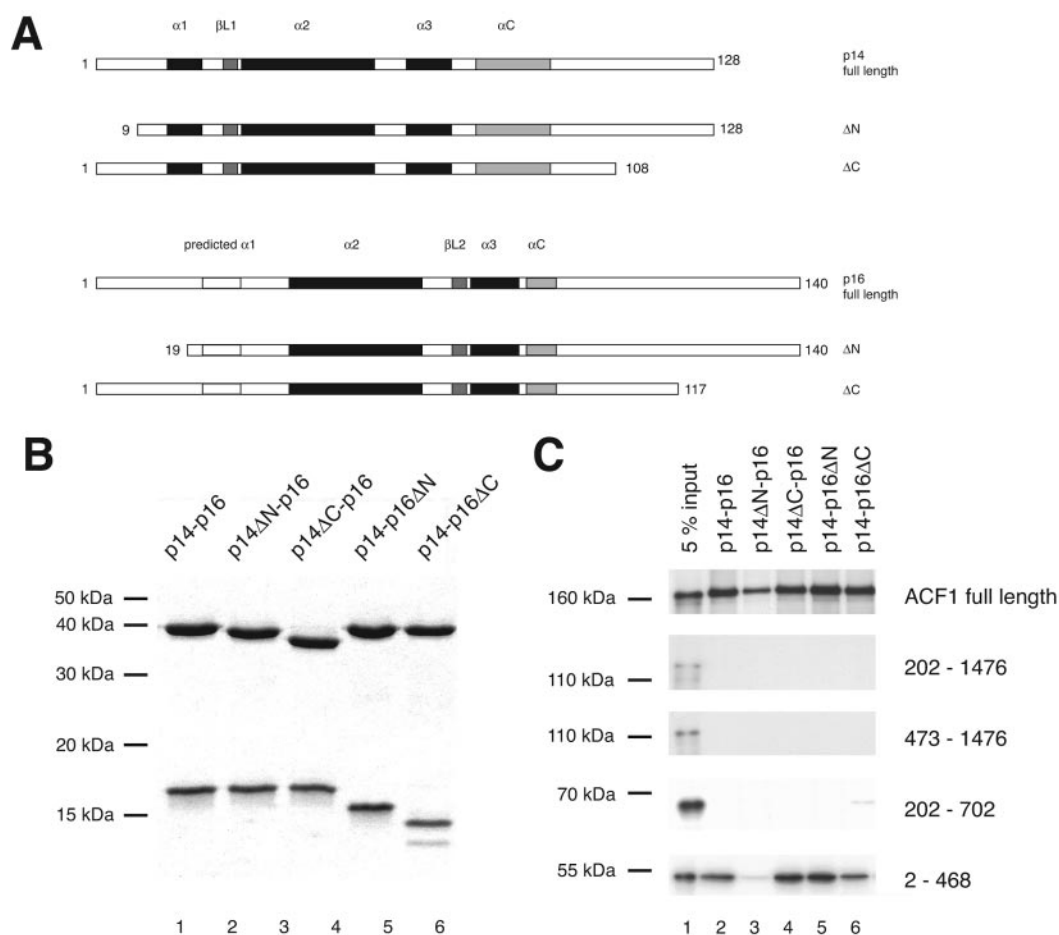 A
α1 βL1 α2 α3 αC
1 128 p14
full length
9 128 ΔN
1 108 ΔC
predicted α1 α2 βL2 α3 αC
1 140 p16
full length
19 140 ΔN
1 117 ΔC
B
p14-p16 p14ΔN-p16 p14ΔC-p16 p14-p16ΔN p14-p16ΔC
50 kDa
40 kDa
30 kDa
20 kDa
15 kDa
1 2 3 4 5 6
C
5 % input p14-p16 p14ΔN-p16 p14ΔC-p16 p14-p16ΔN p14-p16ΔC
160 kDa ACF1 full length
110 kDa 202 - 1476
110 kDa 473 - 1476
70 kDa 202 - 702
55 kDa 2 - 468
1 2 3 4 5 6